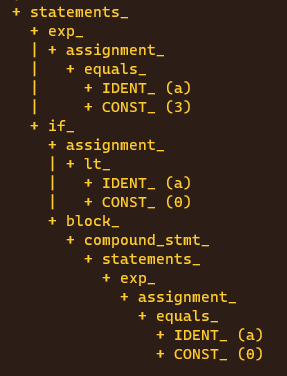 + statements_
+ exp_
| + assignment_
| + equals_
| + IDENT_ (a)
| + CONST_ (3)
+ if_
+ assignment_
| + lt_
| + IDENT_ (a)
| + CONST_ (0)
+ block_
+ compound_stmt_
+ statements_
+ exp_
+ assignment_
+ equals_
+ IDENT_ (a)
+ CONST_ (0)